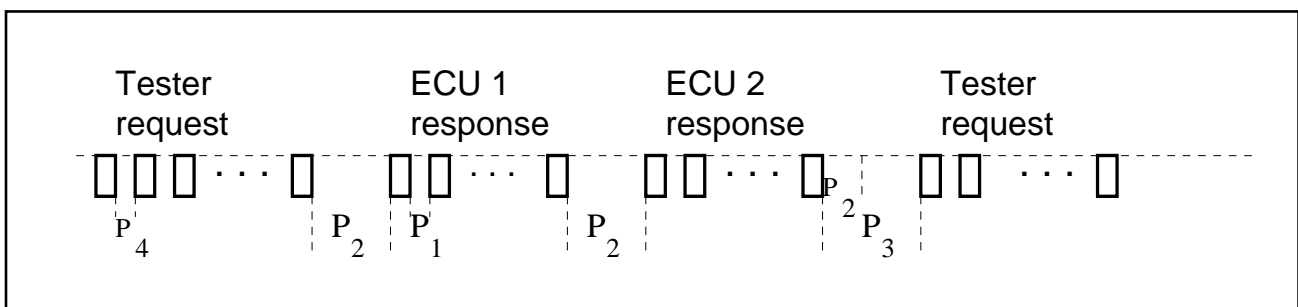 Tester request
ECU 1 response
ECU 2 response
Tester request
P4
P2
P1
P2
P2
P3